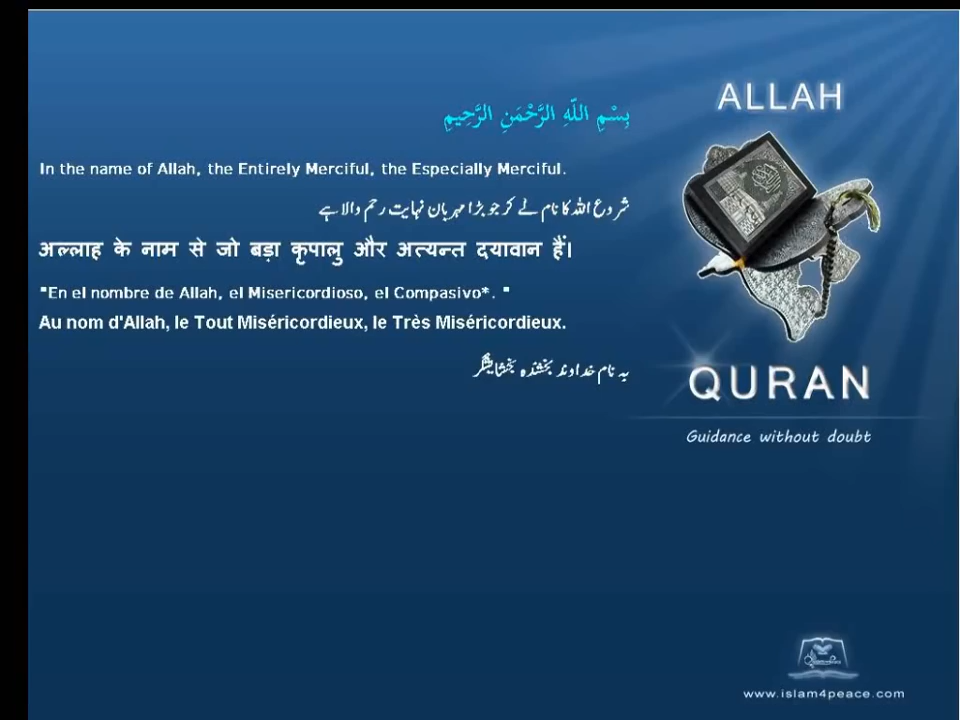 بِسْمِ اللَّهِ الرَّحْمَنِ الرَّحِيمِ
In the name of Allah, the Entirely Merciful, the Especially Merciful.
شروع الله کا نام لے کر جو بڑا مہربان نہایت رحم والا ہے
अल्लाह के नाम से जो बड़ा कृपालु और अत्यन्त दयावान हैं।
"En el nombre de Allah, el Misericordioso, el Compasivo*. "
Au nom d'Allah, le Tout Miséricordieux, le Très Miséricordieux.
به نام خداوند بخشنده بخشایشگر
ALLAH
QURAN
Guidance without doubt
www.islam4peace.com